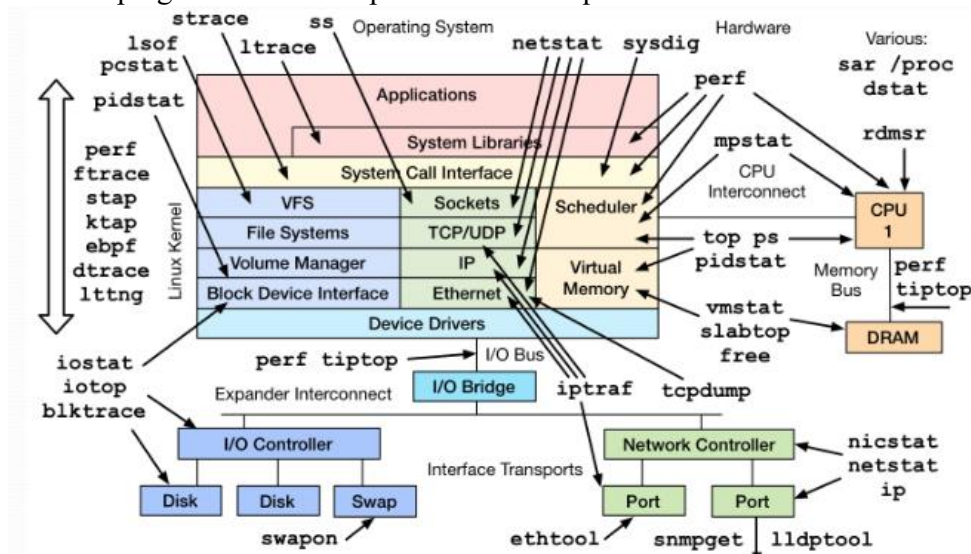 strace
ss
Operating System
Hardware
Various:
lsof
ltrace
netstat
sysdig
sar /proc
pcstat
dstat
pidstat
Applications
perf
System Libraries
mpstat
rdmsr
perf
System Call Interface
CPU
Interconnect
ftrace
stap
VFS
Sockets
Scheduler
CPU
1
ktap
File Systems
TCP/UDP
top ps
ebpf
Linux Kernel
Volume Manager
IP
Virtual
Memory
pidstat
Memory
Bus
perf
tiptop
dtrace
lttng
Block Device Interface
Ethernet
vmstat
slabtop
free
DRAM
Device Drivers
iostat
iotop
blktrace
perf tiptop
I/O Bus
I/O Bridge
iptraf
tcpdump
Expander Interconnect
I/O Controller
Network Controller
nicstat
netstat
ip
Interface Transports
Disk
Disk
Swap
Port
Port
swapon
ethtool
snmpget
lldptool